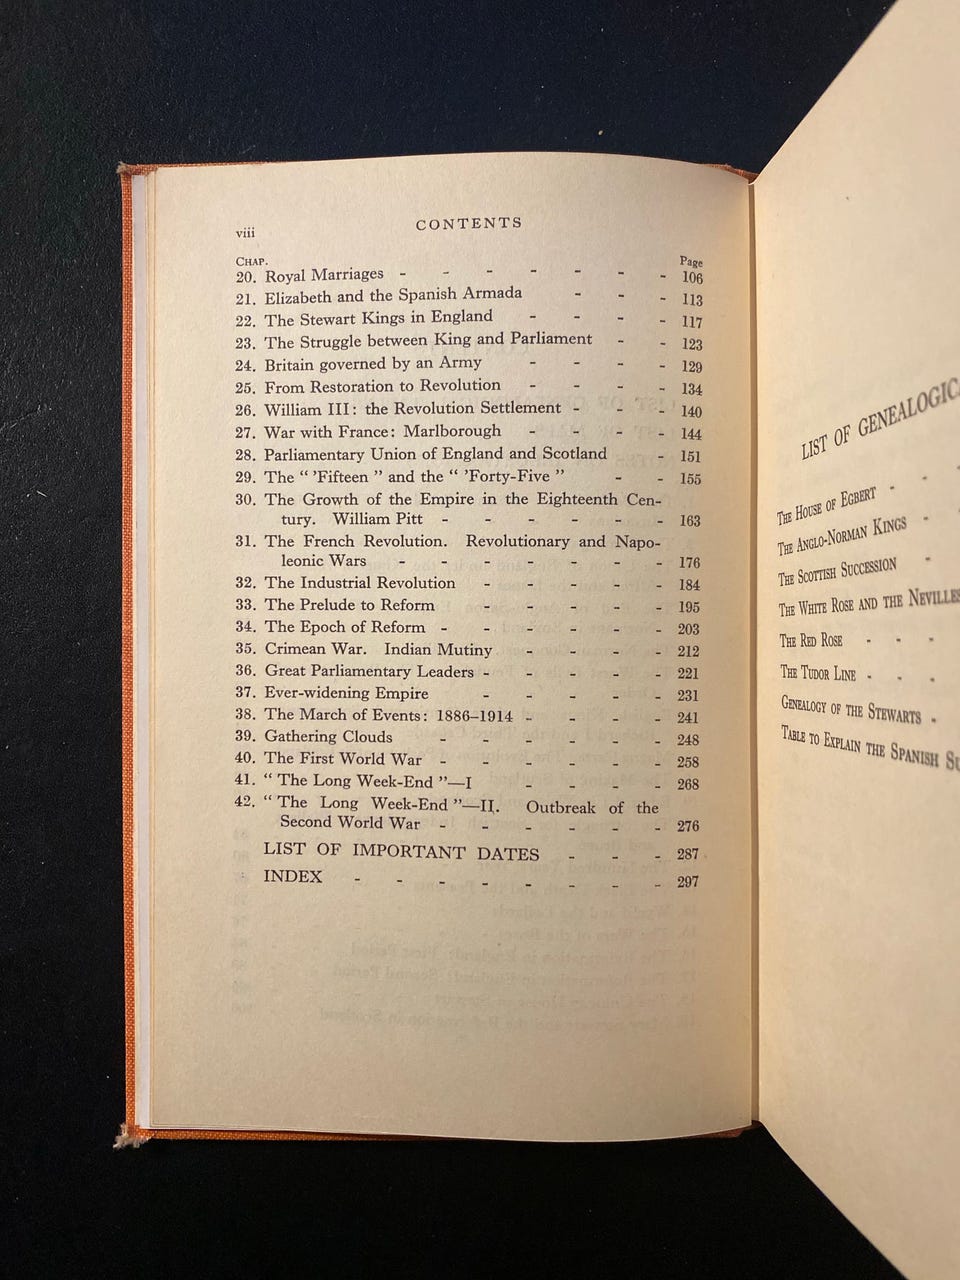 viii
CONTENTS
CHAP. Page
20. Royal Marriages - - - - - - - 106
21. Elizabeth and the Spanish Armada - - - 113
22. The Stewart Kings in England - - - - 117
23. The Struggle between King and Parliament - - 123
24. Britain governed by an Army - - - - 129
25. From Restoration to Revolution - - - - 134
26. William III: the Revolution Settlement - - - 140
27. War with France: Marlborough - - - - 144
28. Parliamentary Union of England and Scotland - - 151
29. The " 'Fifteen " and the " 'Forty-Five " - - 155
30. The Growth of the Empire in the Eighteenth Cen-
tury. William Pitt - - - - - - 163
31. The French Revolution. Revolutionary and Napo-
leonic Wars - - - - - - - 176
32. The Industrial Revolution - - - - - 184
33. The Prelude to Reform - - - - - 195
34. The Epoch of Reform - - - - - - 203
35. Crimean War. Indian Mutiny - - - - 212
36. Great Parliamentary Leaders - - - - - 221
37. Ever-widening Empire - - - - - 231
38. The March of Events: 1886–1914 - - - - 241
39. Gathering Clouds - - - - - - 248
40. The First World War - - - - - - 258
41. " The Long Week-End "—I - - - - 268
42. " The Long Week-End "—II. Outbreak of the
Second World War - - - - - - 276
LIST OF IMPORTANT DATES - - - 287
INDEX - - - - - - - - 297
LIST OF GENEALOGICA
THE HOUSE OF EGBERT - -
THE ANGLO-NORMAN KINGS -
THE SCOTTISH SUCCESSION -
THE WHITE ROSE AND THE NEVILLES
THE RED ROSE - - -
THE TUDOR LINE - - -
GENEALOGY OF THE STEWARTS -
TABLE TO EXPLAIN THE SPANISH SU